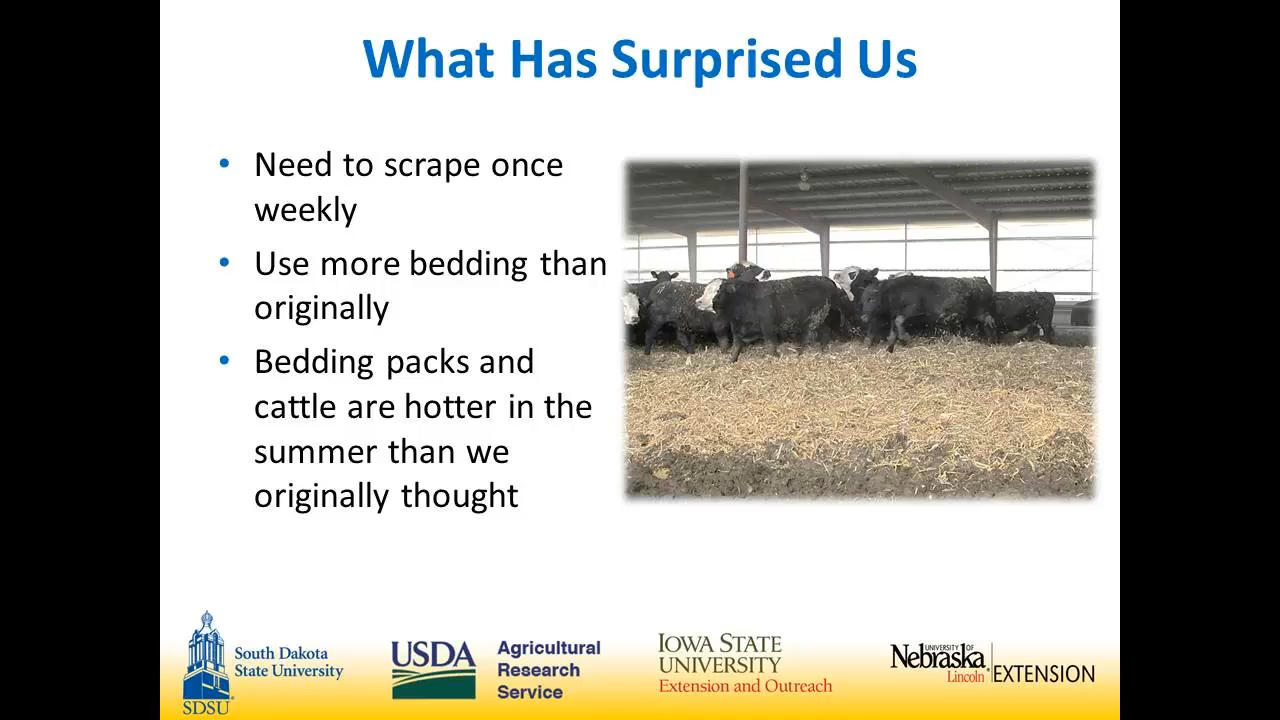 What Has Surprised Us
• Need to scrape once
weekly
• Use more bedding than
originally
• Bedding packs and
cattle are hotter in the
summer than we
originally thought
South Dakota
State University
SDSU
USDA
Agricultural
Research
Service
IOWA STATE
UNIVERSITY
Extension and Outreach
UNIVERSITY OF
Nebraska
Lincoln
EXTENSION